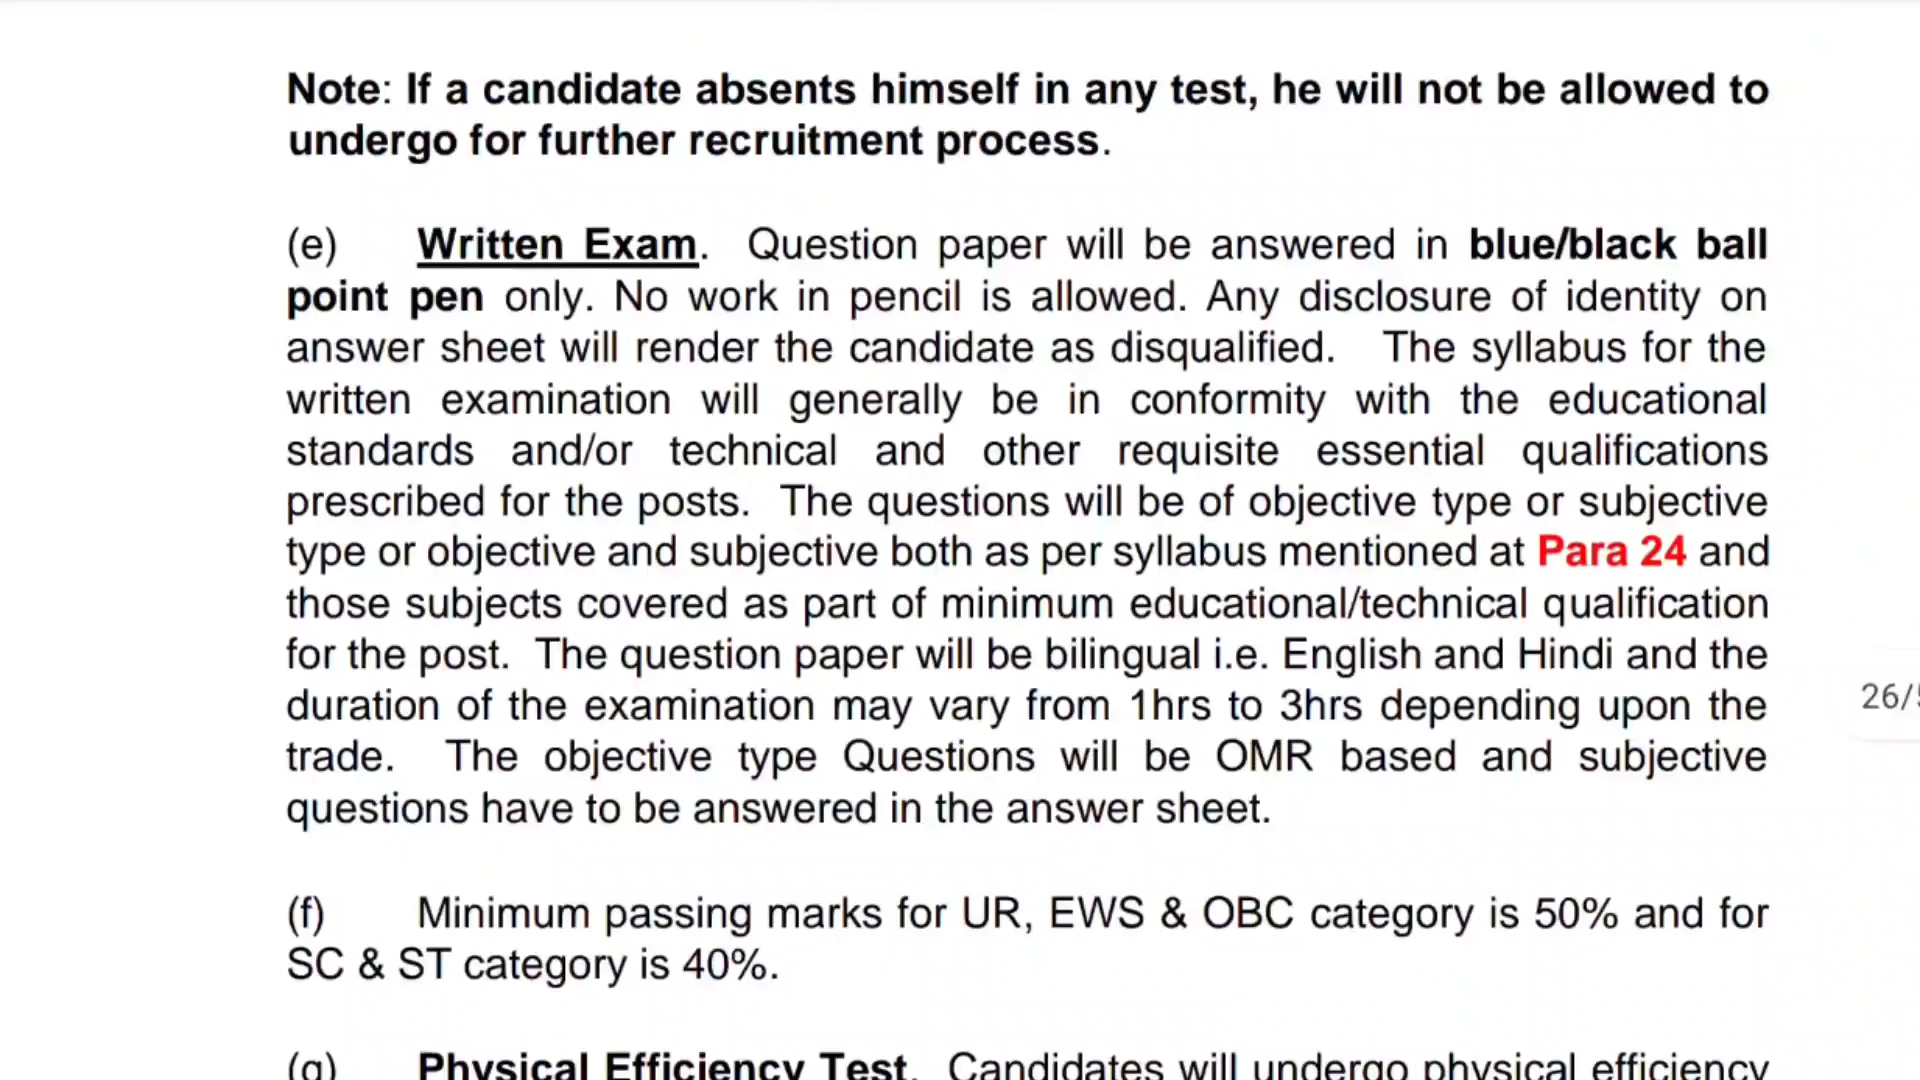 Note: If a candidate absents himself in any test, he will not be allowed to
undergo for further recruitment process.
(e) Written Exam. Question paper will be answered in blue/black ball
point pen only. No work in pencil is allowed. Any disclosure of identity on
answer sheet will render the candidate as disqualified. The syllabus for the
written examination will generally be in conformity with the educational
standards and/or technical and other requisite essential qualifications
prescribed for the posts. The questions will be of objective type or subjective
type or objective and subjective both as per syllabus mentioned at Para 24 and
those subjects covered as part of minimum educational/technical qualification
for the post. The question paper will be bilingual i.e. English and Hindi and the
duration of the examination may vary from 1hrs to 3hrs depending upon the
trade. The objective type Questions will be OMR based and subjective
questions have to be answered in the answer sheet.
(f) Minimum passing marks for UR, EWS & OBC category is 50% and for
SC & ST category is 40%.
(g) Physical Efficiency Test. Candidates will undergo physical efficiency